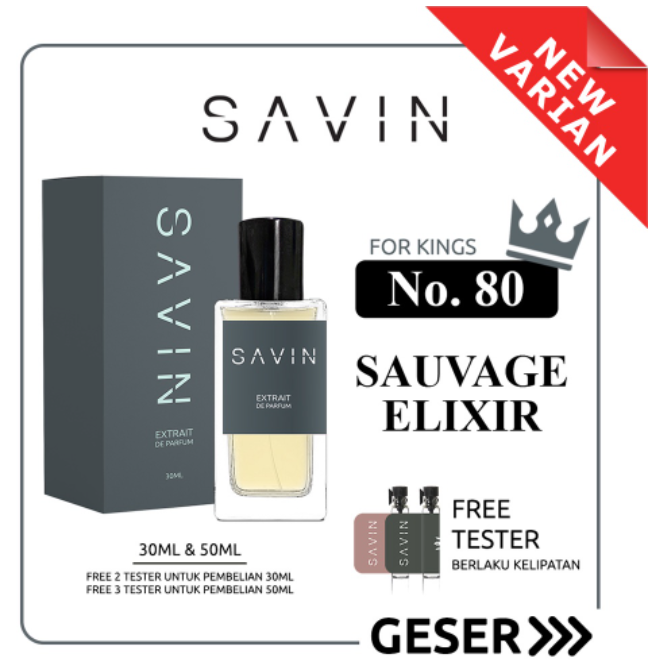 NEW
VARIAN
SAVIN
SAVIN
EXTRAIT
DE PARFUM
30ML
SAVIN
EXTRAIT
DE PARFUM
FOR KINGS
No. 80
SAUVAGE
ELIXIR
SAVIN
SAVIN
FREE
TESTER
BERLAKU KELIPATAN
30ML & 50ML
FREE 2 TESTER UNTUK PEMBELIAN 30ML
FREE 3 TESTER UNTUK PEMBELIAN 50ML
GESER